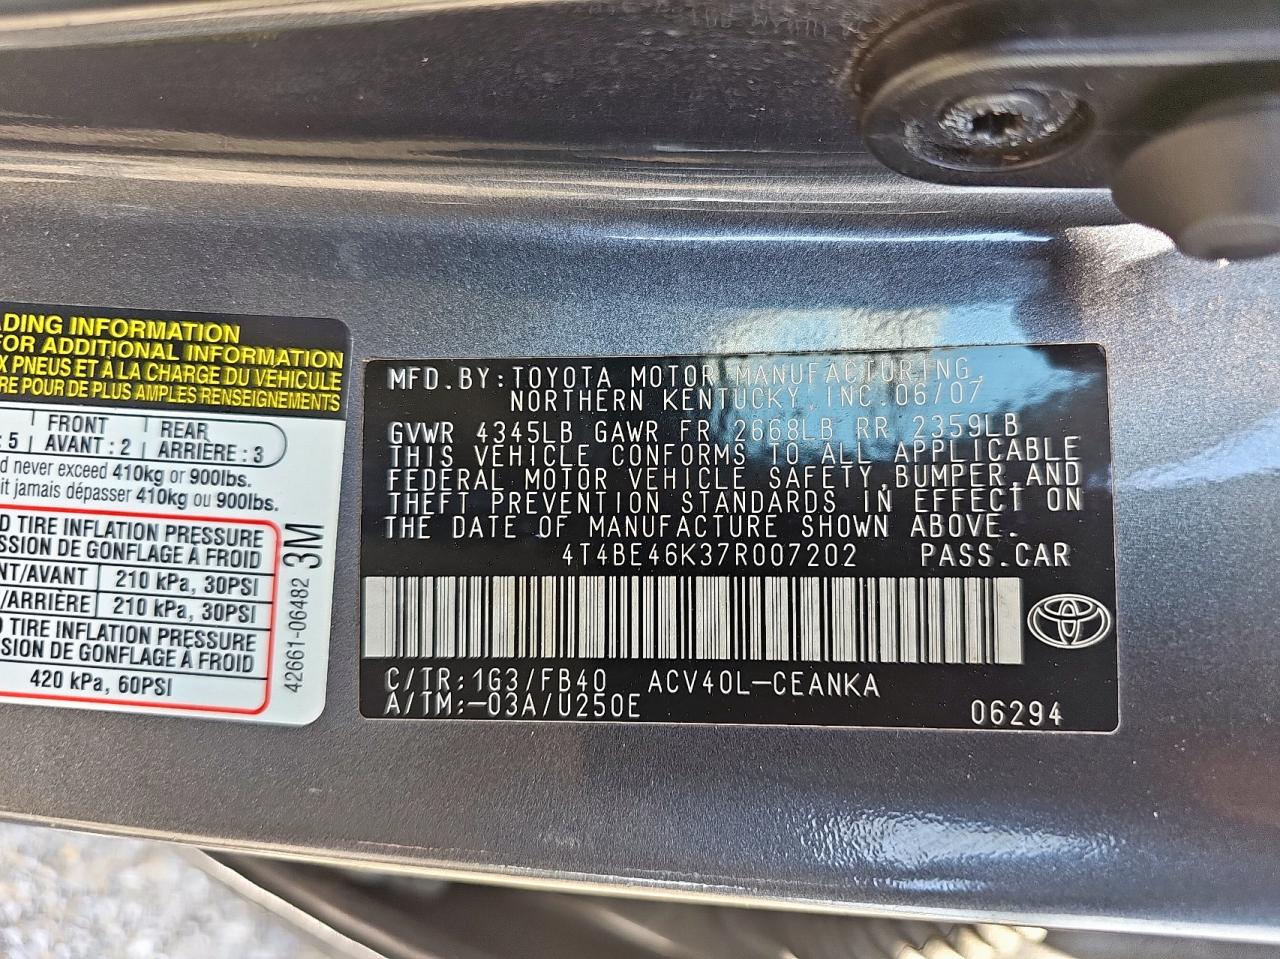 ADING INFORMATION
FOR ADDITIONAL INFORMATION
X PNEUS ET À LA CHARGE DU VÉHICULE
RE POUR DE PLUS AMPLES RENSEIGNEMENTS
FRONT REAR
: 5 AVANT : 2 ARRIÈRE : 3
d never exceed 410kg or 900lbs.
it jamais dépasser 410kg ou 900lbs.
D TIRE INFLATION PRESSURE
SSION DE GONFLAGE À FROID
NT/AVANT 210 kPa, 30PSI
/ARRIÈRE 210 kPa, 30PSI
D TIRE INFLATION PRESSURE
SSION DE GONFLAGE À FROID
420 kPa, 60PSI
42661-06482 3M
MFD.BY:TOYOTA MOTOR MANUFACTURING,
NORTHERN KENTUCKY, INC.06/07
GVWR 4345LB GAWR FR 2668LB RR 2359LB
THIS VEHICLE CONFORMS TO ALL APPLICABLE
FEDERAL MOTOR VEHICLE SAFETY,BUMPER,AND
THEFT PREVENTION STANDARDS IN EFFECT ON
THE DATE OF MANUFACTURE SHOWN ABOVE.
4T4BE46K37R007202 PASS.CAR
C/TR:1G3/FB40 ACV40L-CEANKA
A/TM:-03A/U250E
06294